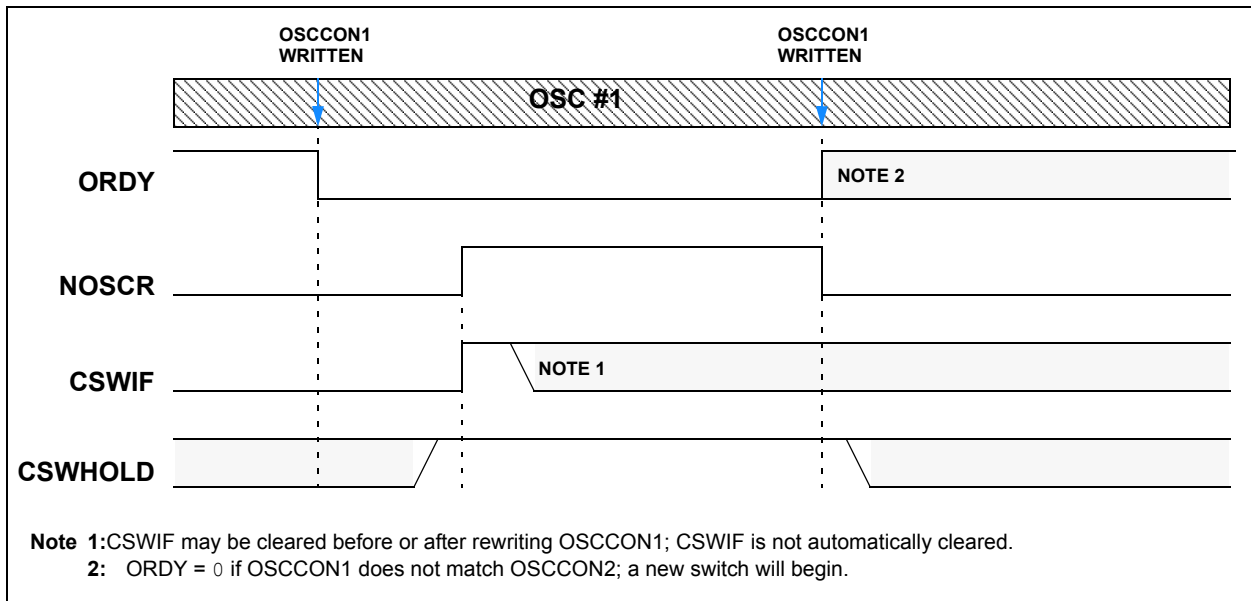 OSCCON1 OSCCON1
WRITTEN WRITTEN
OSC #1
ORDY
NOTE 2
NOSCR
CSWIF
NOTE 1
CSWHOLD
Note 1:CSWIF may be cleared before or after rewriting OSCCON1; CSWIF is not automatically cleared.
2: ORDY = 0 if OSCCON1 does not match OSCCON2; a new switch will begin.